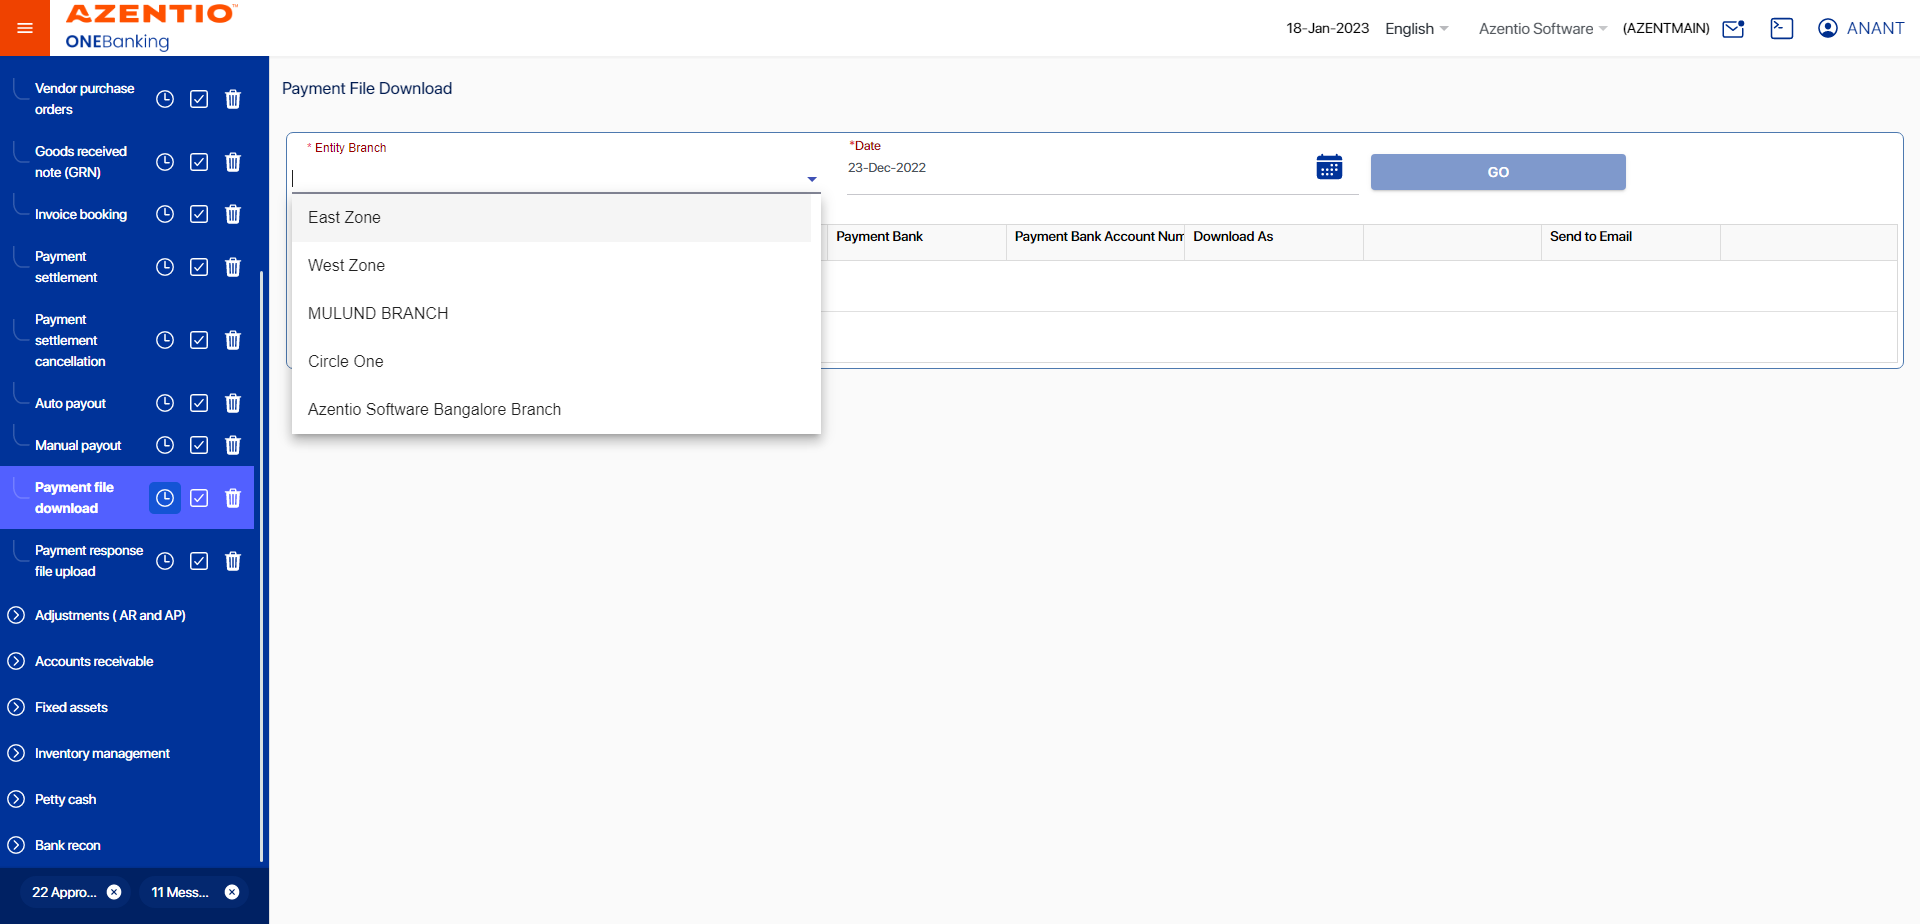 AZENTIO™
ONEBanking
18-Jan-2023
English
Azentio Software
(AZENTMAIN)
ANANT
Vendor purchase
orders
Goods received
note (GRN)
Invoice booking
Payment
settlement
Payment
settlement
cancellation
Auto payout
Manual payout
Payment file
download
Payment response
file upload
Adjustments ( AR and AP)
Accounts receivable
Fixed assets
Inventory management
Petty cash
Bank recon
22 Appro...
11 Mess...
Payment File Download
* Entity Branch
*Date
23-Dec-2022
GO
East Zone
West Zone
MULUND BRANCH
Circle One
Azentio Software Bangalore Branch
Payment Bank
Payment Bank Account Num
Download As
Send to Email